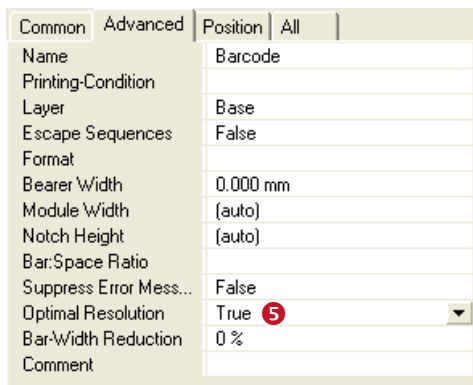 Common Advanced Position All
Name Barcode
Printing-Condition
Layer Base
Escape Sequences False
Format
Bearer Width 0.000 mm
Module Width (auto)
Notch Height (auto)
Bar:Space Ratio
Suppress Error Mess... False
Optimal Resolution True 5
Bar-Width Reduction 0 %
Comment